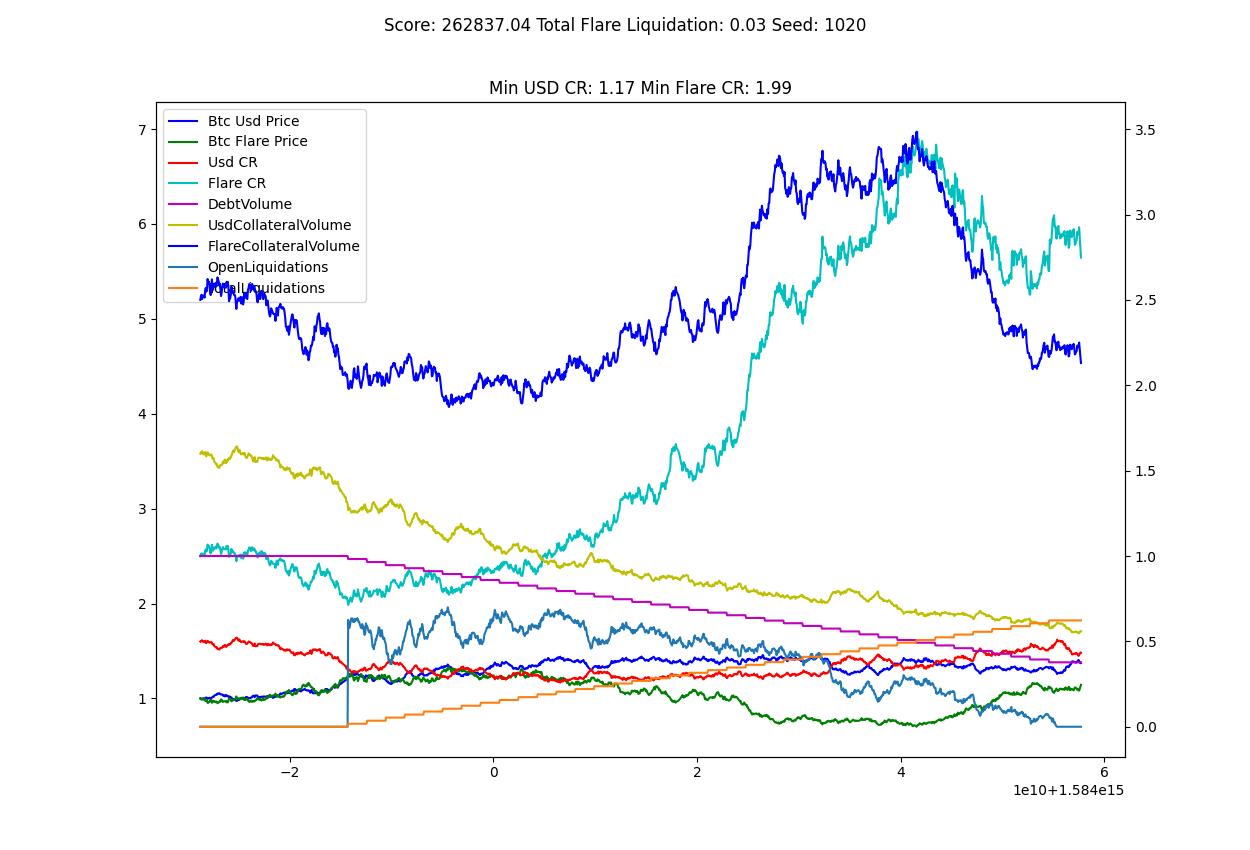 Score: 262837.04 Total Flare Liquidation: 0.03 Seed: 1020
Min USD CR: 1.17 Min Flare CR: 1.99
Btc Usd Price
Btc Flare Price
Usd CR
Flare CR
DebtVolume
UsdCollateralVolume
FlareCollateralVolume
OpenLiquidations
TotalLiquidations
7
6
5
4
3
2
1
3.5
3.0
2.5
2.0
1.5
1.0
0.5
0.0
−2
0
2
4
6
1e10+1.584e15